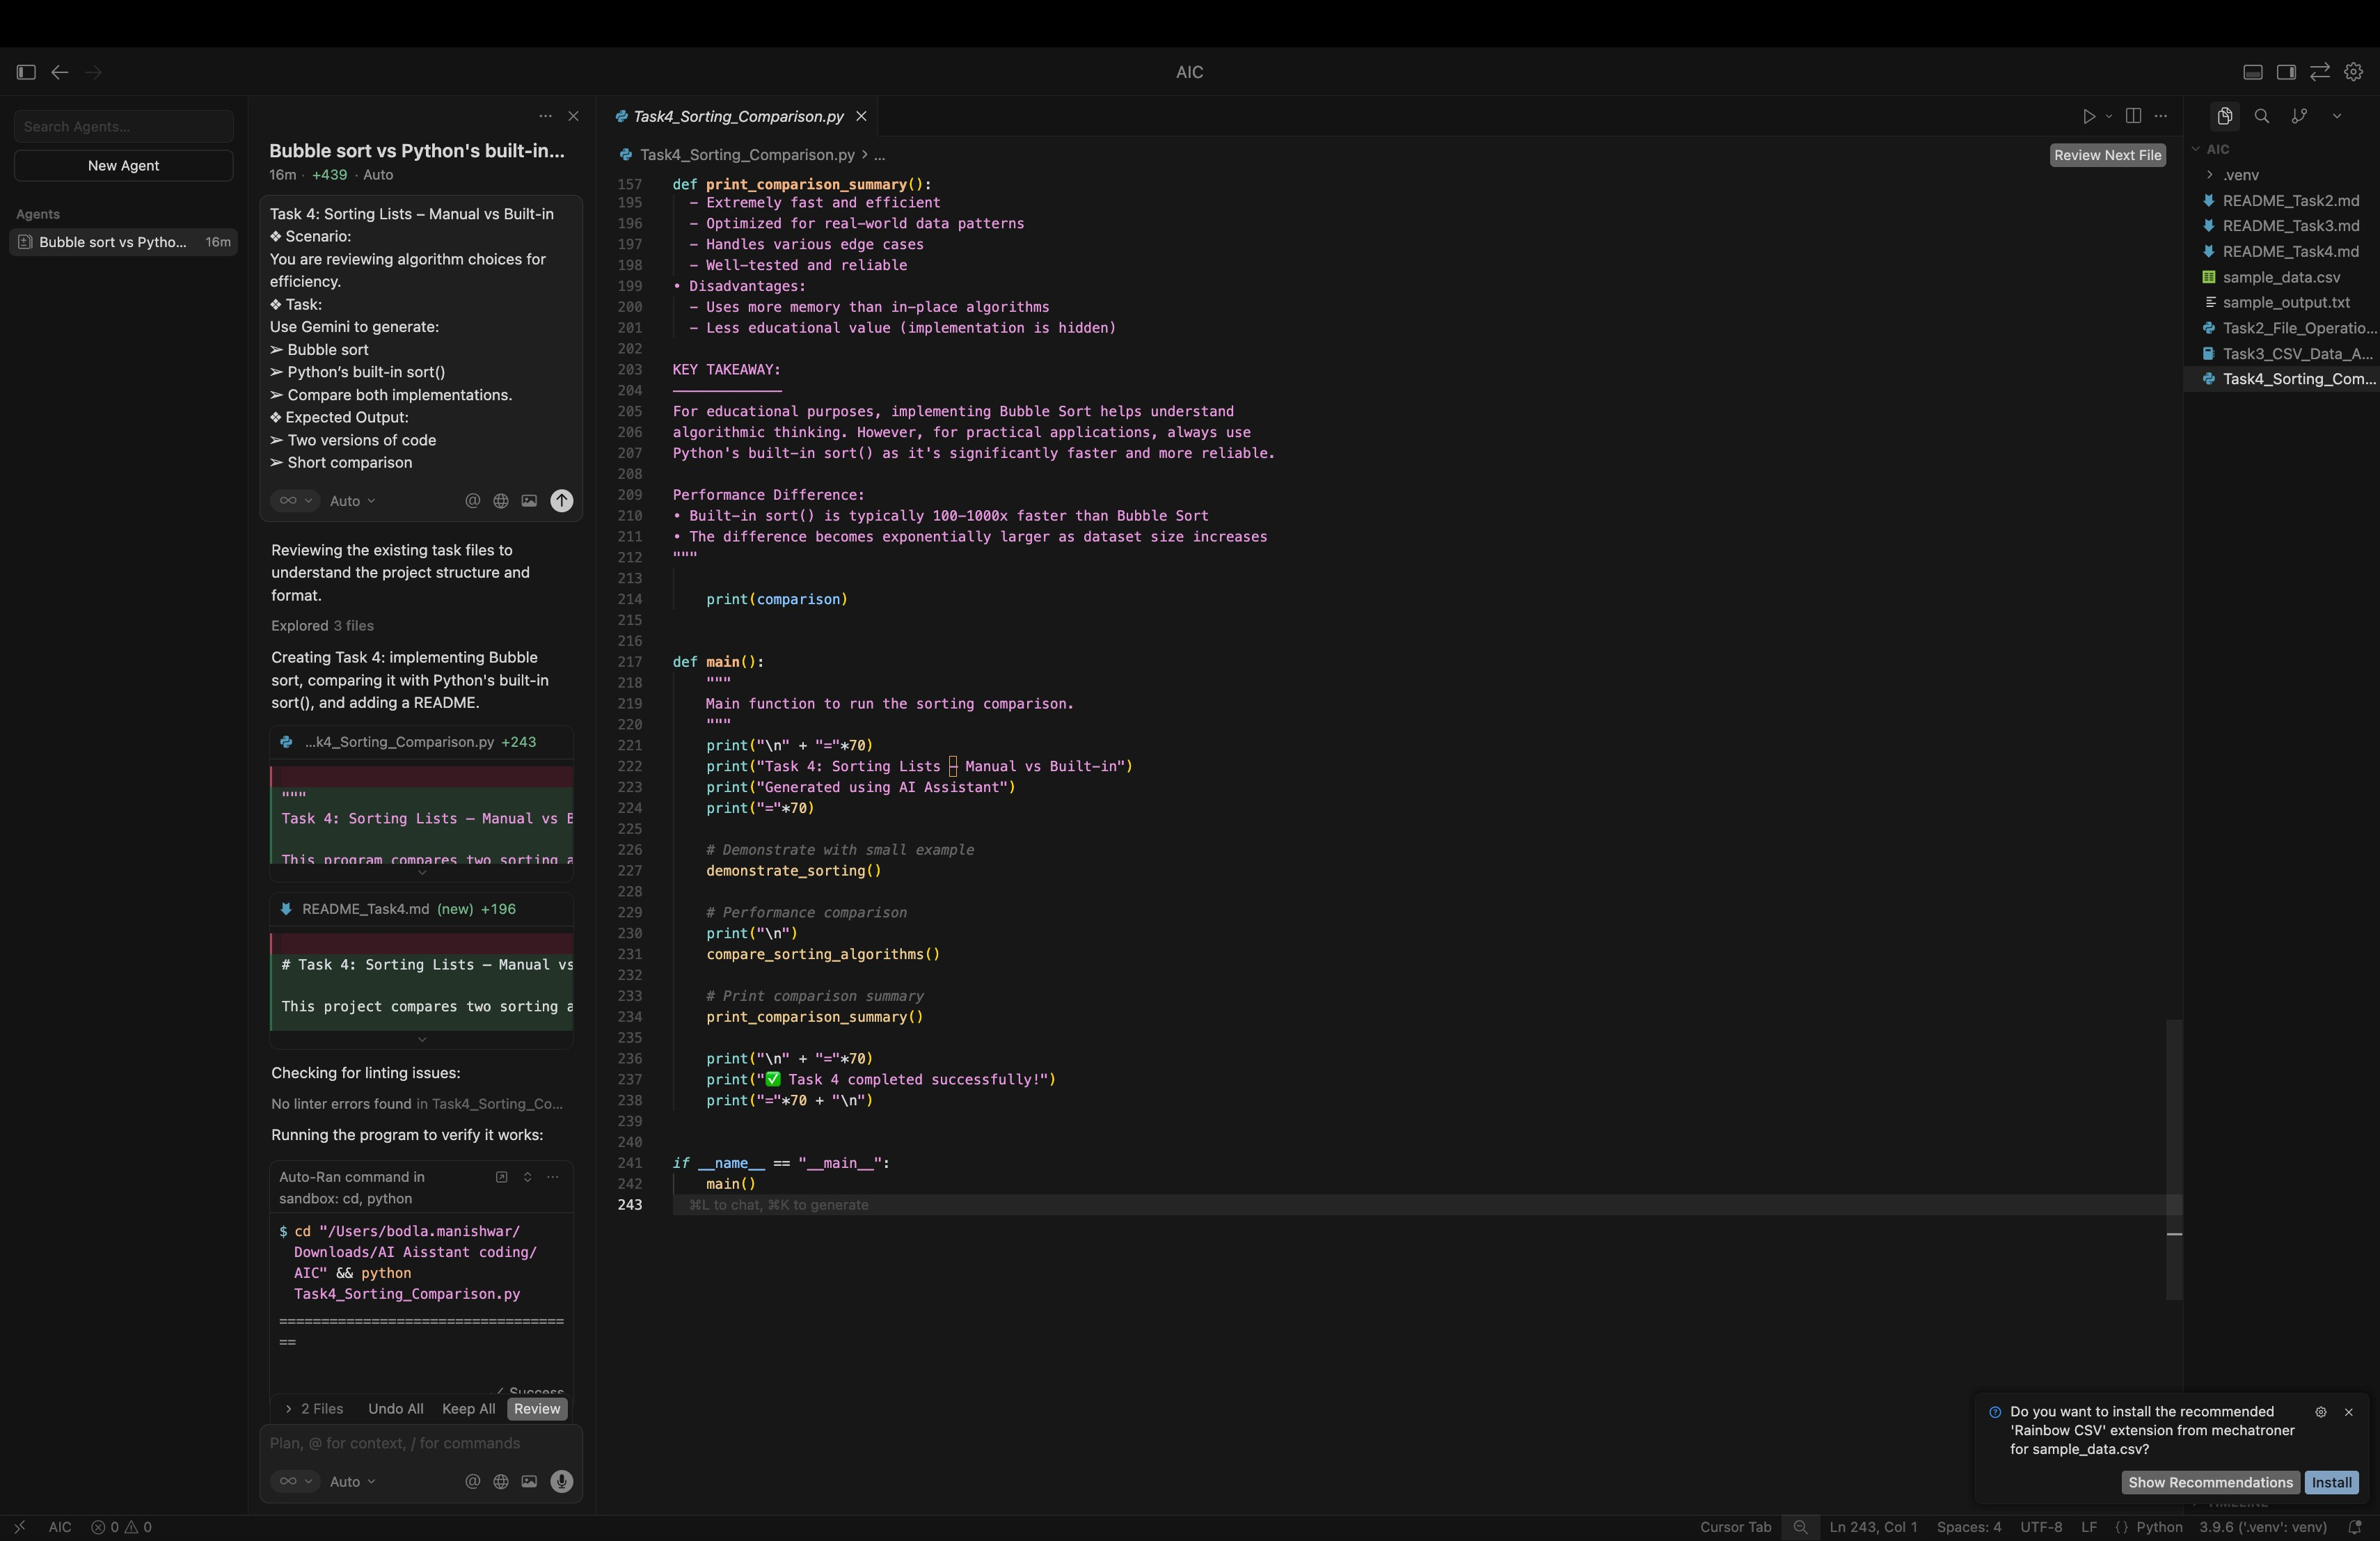 AIC
Search Agents...
New Agent
Agents
Bubble sort vs Pytho... 16m
Bubble sort vs Python's built-in...
16m · +439 · Auto
Task 4: Sorting Lists – Manual vs Built-in
❖ Scenario:
You are reviewing algorithm choices for
efficiency.
❖ Task:
Use Gemini to generate:
➢ Bubble sort
➢ Python’s built-in sort()
➢ Compare both implementations.
❖ Expected Output:
➢ Two versions of code
➢ Short comparison
Auto
Reviewing the existing task files to
understand the project structure and
format.
Explored 3 files
Creating Task 4: implementing Bubble
sort, comparing it with Python's built-in
sort(), and adding a README.
...k4_Sorting_Comparison.py +243
"""
Task 4: Sorting Lists – Manual vs B
This program compares two sorting a
README_Task4.md (new) +196
# Task 4: Sorting Lists – Manual vs
This project compares two sorting a
Checking for linting issues:
No linter errors found in Task4_Sorting_Co...
Running the program to verify it works:
Auto-Ran command in
sandbox: cd, python
$ cd "/Users/bodla.manishwar/
Downloads/AI Aisstant coding/
AIC" && python
Task4_Sorting_Comparison.py
==================================
==
✓ Success
2 Files Undo All Keep All Review
Plan, @ for context, / for commands
Auto
Task4_Sorting_Comparison.py
Task4_Sorting_Comparison.py > ...
Review Next File
157 def print_comparison_summary():
195 – Extremely fast and efficient
196 – Optimized for real-world data patterns
197 – Handles various edge cases
198 – Well-tested and reliable
199 • Disadvantages:
200 – Uses more memory than in-place algorithms
201 – Less educational value (implementation is hidden)
202
203 KEY TAKEAWAY:
204 ─────────────
205 For educational purposes, implementing Bubble Sort helps understand
206 algorithmic thinking. However, for practical applications, always use
207 Python's built-in sort() as it's significantly faster and more reliable.
208
209 Performance Difference:
210 • Built-in sort() is typically 100-1000x faster than Bubble Sort
211 • The difference becomes exponentially larger as dataset size increases
212 """
213
214 print(comparison)
215
216
217 def main():
218 """
219 Main function to run the sorting comparison.
220 """
221 print("\n" + "="*70)
222 print("Task 4: Sorting Lists – Manual vs Built-in")
223 print("Generated using AI Assistant")
224 print("="*70)
225
226 # Demonstrate with small example
227 demonstrate_sorting()
228
229 # Performance comparison
230 print("\n")
231 compare_sorting_algorithms()
232
233 # Print comparison summary
234 print_comparison_summary()
235
236 print("\n" + "="*70)
237 print("✅ Task 4 completed successfully!")
238 print("="*70 + "\n")
239
240
241 if __name__ == "__main__":
242 main()
243 ⌘L to chat, ⌘K to generate
AIC
.venv
README_Task2.md
README_Task3.md
README_Task4.md
sample_data.csv
sample_output.txt
Task2_File_Operatio...
Task3_CSV_Data_A...
Task4_Sorting_Com...
Do you want to install the recommended
'Rainbow CSV' extension from mechatroner
for sample_data.csv?
Show Recommendations Install
TIMELINE
AIC 0 0 Cursor Tab Ln 243, Col 1 Spaces: 4 UTF-8 LF {} Python 3.9.6 ('.venv': venv)